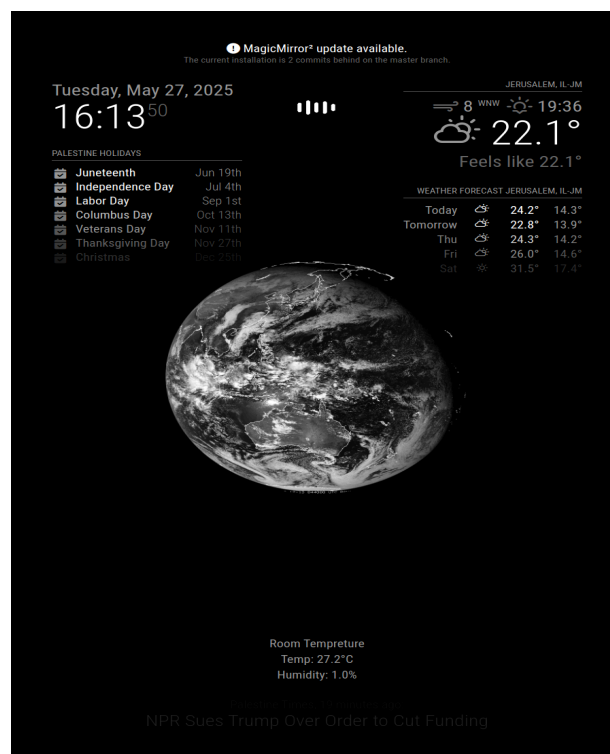 MagicMirror² update available.
The current installation is 2 commits behind on the master branch.
Tuesday, May 27, 2025
16:13 50
PALESTINE HOLIDAYS
Juneteenth Jun 19th
Independence Day Jul 4th
Labor Day Sep 1st
Columbus Day Oct 13th
Veterans Day Nov 11th
Thanksgiving Day Nov 27th
Christmas Dec 25th
JERUSALEM, IL-JM
8 WNW 19:36
22.1°
Feels like 22.1°
WEATHER FORECAST JERUSALEM, IL-JM
Today 24.2° 14.3°
Tomorrow 22.8° 13.9°
Thu 24.3° 14.2°
Fri 26.0° 14.6°
Sat 31.5° 17.4°
Room Tempreture
Temp: 27.2°C
Humidity: 1.0%
NPR Sues Trump Over Order to Cut Funding